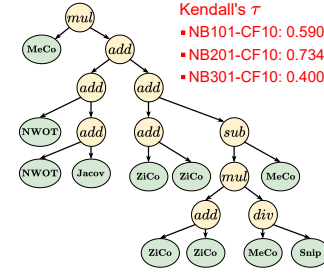 Kendall's τ
▪ NB101-CF10: 0.590
▪ NB201-CF10: 0.734
▪ NB301-CF10: 0.400
mul
MeCo add
add add
NWOT add add sub
NWOT Jacov ZiCo ZiCo mul MeCo
add div
ZiCo ZiCo MeCo Snip